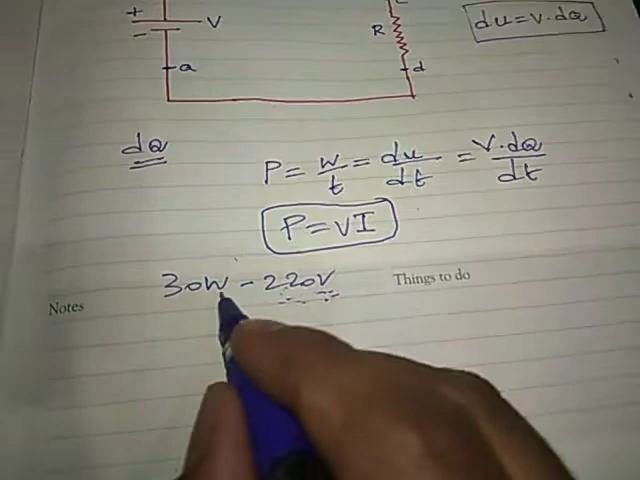 +
- V
a
R
d
du = V.dQ
dQ
P = W/t = du/dt = V.dQ/dt
P = VI
30W - 220V
Things to do
Notes